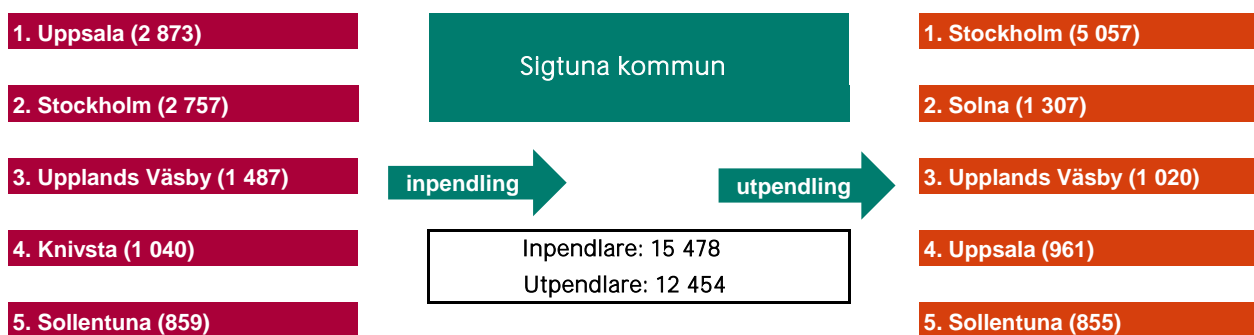 1. Uppsala (2 873)
2. Stockholm (2 757)
3. Upplands Väsby (1 487)
4. Knivsta (1 040)
5. Sollentuna (859)
Sigtuna kommun
inpendling
utpendling
Inpendlare: 15 478
Utpendlare: 12 454
1. Stockholm (5 057)
2. Solna (1 307)
3. Upplands Väsby (1 020)
4. Uppsala (961)
5. Sollentuna (855)